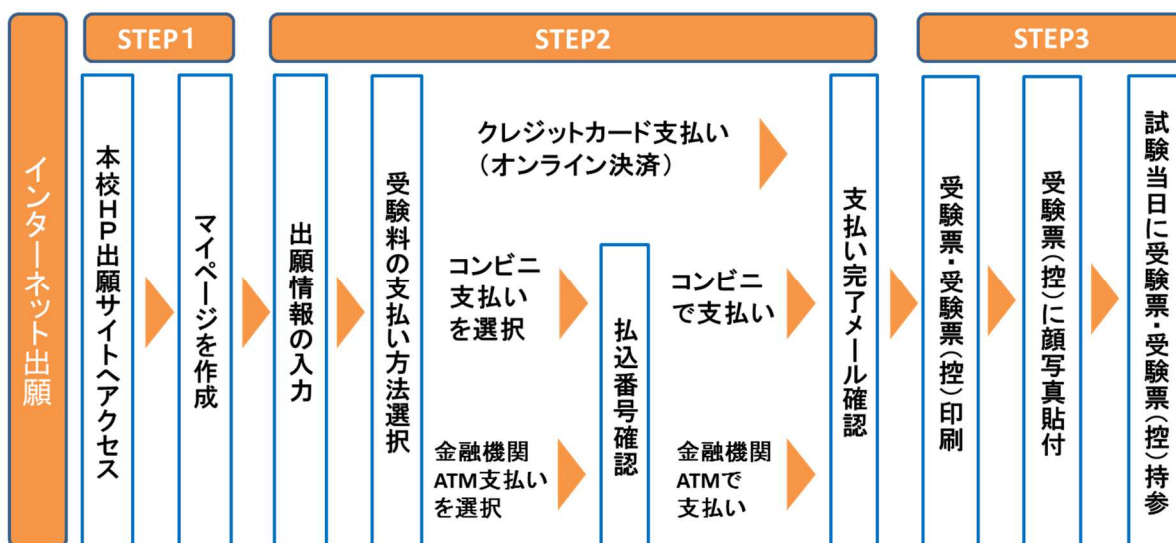 インターネット出願
STEP1
本校HP出願サイトへアクセス
マイページを作成
STEP2
出願情報の入力
受験料の支払い方法選択
クレジットカード支払い
(オンライン決済)
コンビニ
支払い
を選択
金融機関
ATM支払い
を選択
払込番号確認
コンビニ
で支払い
金融機関
ATMで
支払い
支払い完了メール確認
STEP3
受験票・受験票(控)印刷
受験票(控)に顔写真貼付
試験当日に受験票・受験票(控)持参